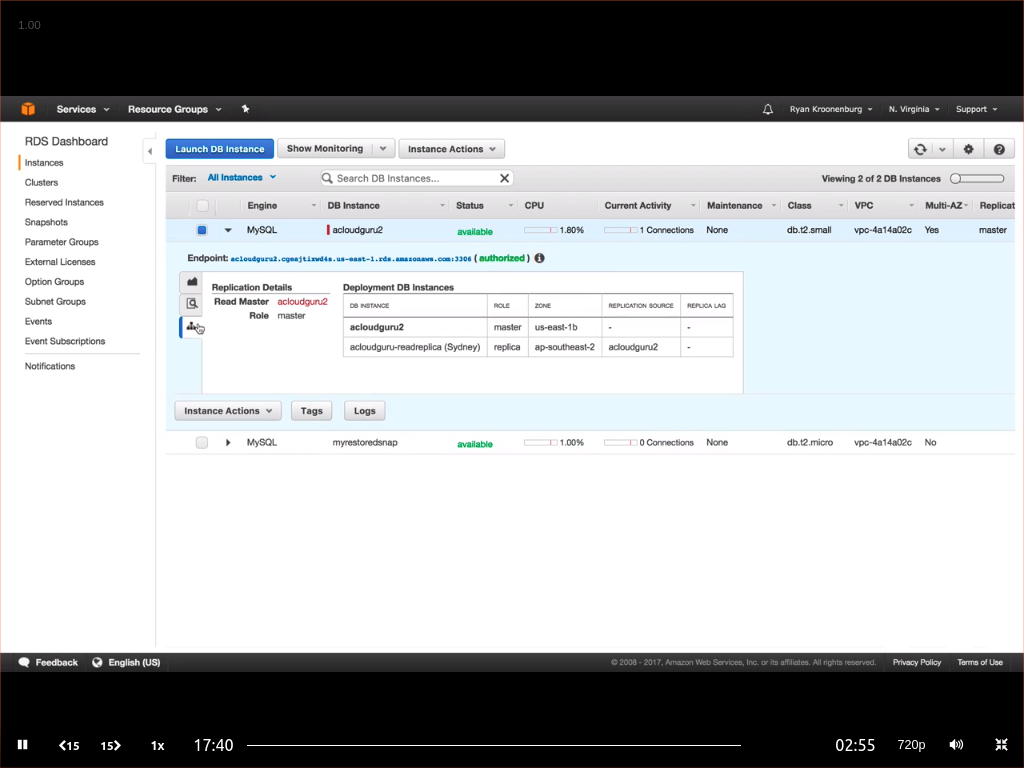 1.00
Services Resource Groups Ryan Kroonenburg N. Virginia Support
RDS Dashboard
Instances
Clusters
Reserved Instances
Snapshots
Parameter Groups
External Licenses
Option Groups
Subnet Groups
Events
Event Subscriptions
Notifications
Launch DB Instance Show Monitoring Instance Actions
Filter: All Instances Search DB Instances... Viewing 2 of 2 DB Instances
Engine DB Instance Status CPU Current Activity Maintenance Class VPC Multi-AZ Replicat
MySQL acloudguru2 available 1.80% 1 Connections None db.t2.small vpc-4a14a02c Yes master
Endpoint: acloudguru2.cgeajtixwd4s.us-east-1.rds.amazonaws.com:3306 ( authorized )
Replication Details
Read Master acloudguru2
Role master
Deployment DB Instances
DB INSTANCE ROLE ZONE REPLICATION SOURCE REPLICA LAG
acloudguru2 master us-east-1b - -
acloudguru-readreplica (Sydney) replica ap-southeast-2 acloudguru2 -
Instance Actions Tags Logs
MySQL myrestoredsnap available 1.00% 0 Connections None db.t2.micro vpc-4a14a02c No
Feedback English (US) © 2008 - 2017, Amazon Web Services, Inc. or its affiliates. All rights reserved. Privacy Policy Terms of Use
15 15 1x 17:40 02:55 720p